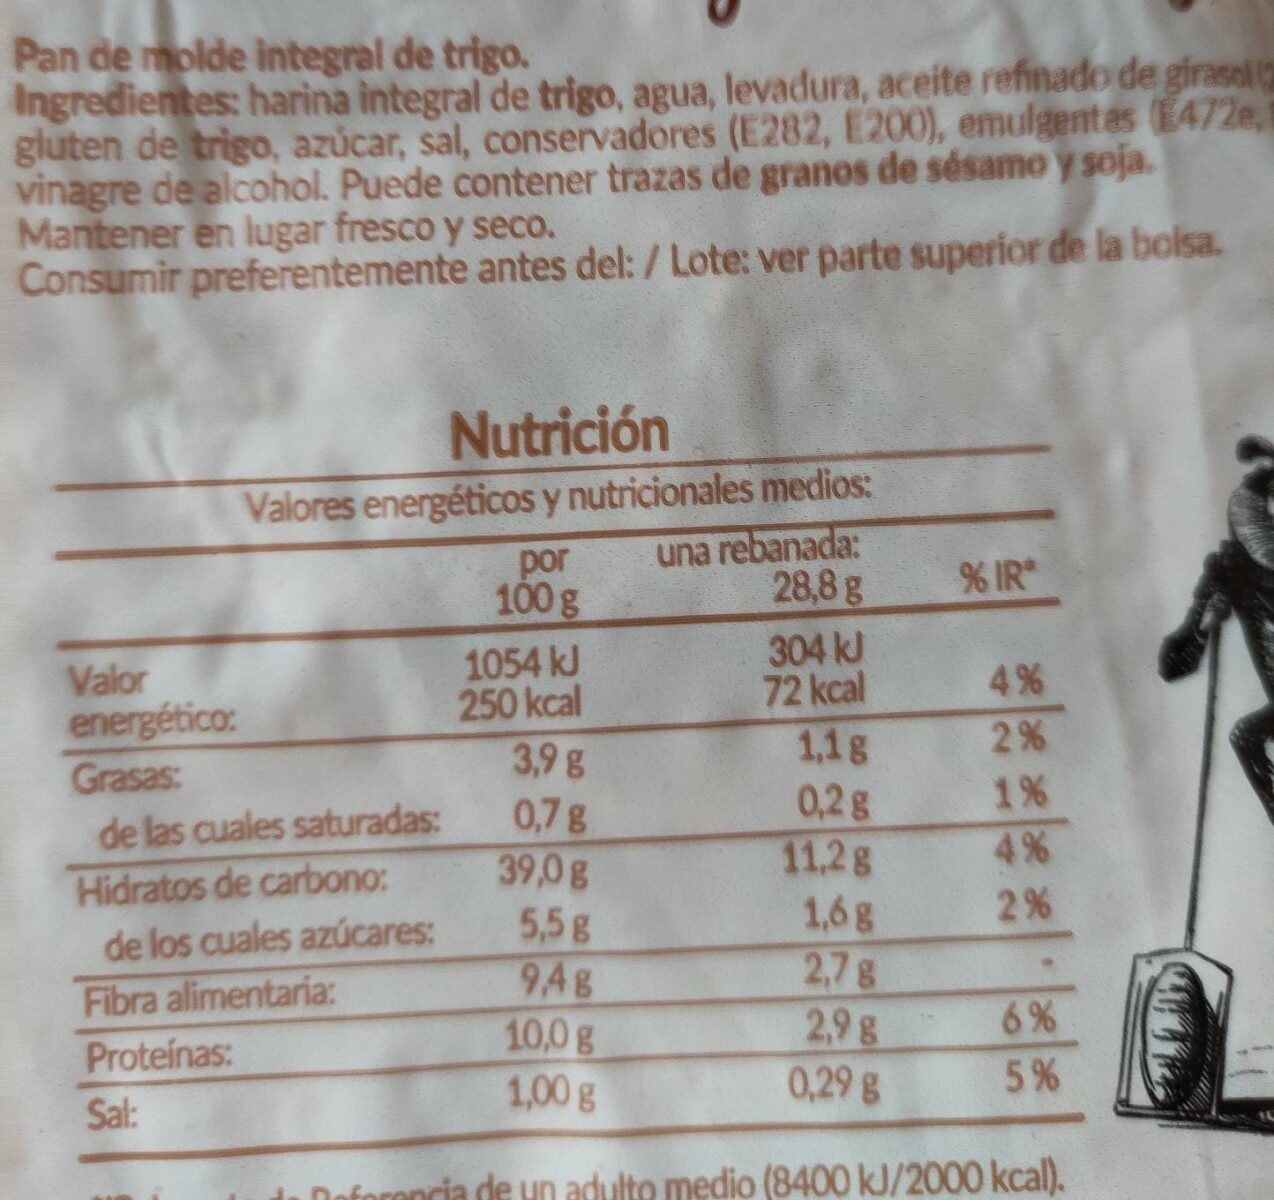 Pan de molde integral de trigo.
Ingredientes: harina integral de trigo, agua, levadura, aceite refinado de girasol
gluten de trigo, azúcar, sal, conservadores (E282, E200), emulgentes (E472e,
vinagre de alcohol. Puede contener trazas de granos de sésamo y soja.
Mantener en lugar fresco y seco.
Consumir preferentemente antes del: / Lote: ver parte superior de la bolsa.
Nutrición
Valores energéticos y nutricionales medios:
por una rebanada:
100 g 28,8 g % IR*
Valor 1054 kJ 304 kJ
energético: 250 kcal 72 kcal 4%
Grasas: 3,9 g 1,1 g 2%
de las cuales saturadas: 0,7 g 0,2 g 1%
Hidratos de carbono: 39,0 g 11,2 g 4%
de los cuales azúcares: 5,5 g 1,6 g 2%
Fibra alimentaria: 9,4 g 2,7 g -
Proteínas: 10,0 g 2,9 g 6%
Sal: 1,00 g 0,29 g 5%
de Referencia de un adulto medio (8400 kJ/2000 kcal).